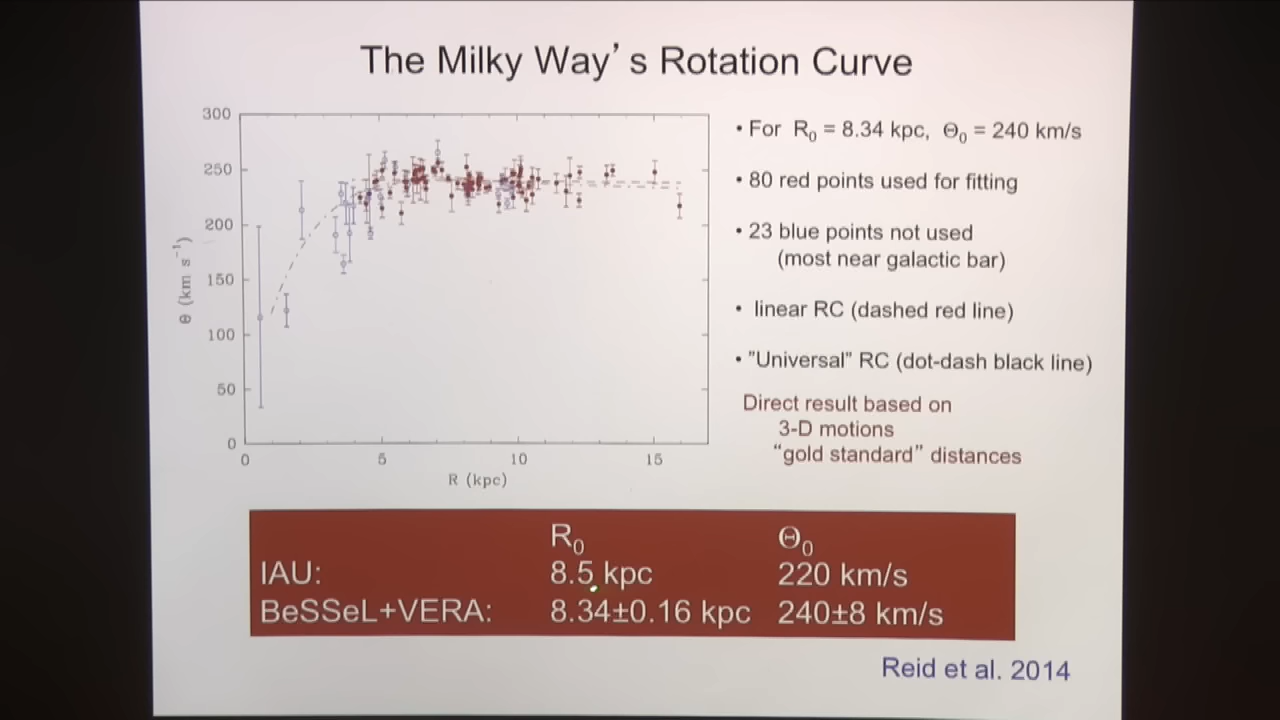 The Milky Way's Rotation Curve
300
250
200
150
100
50
0
Θ (km s⁻¹)
0 5 10 15
R (kpc)
• For R₀ = 8.34 kpc, Θ₀ = 240 km/s
• 80 red points used for fitting
• 23 blue points not used
(most near galactic bar)
• linear RC (dashed red line)
• "Universal" RC (dot-dash black line)
Direct result based on
3-D motions
“gold standard” distances
R₀ Θ₀
IAU: 8.5 kpc 220 km/s
BeSSeL+VERA: 8.34±0.16 kpc 240±8 km/s
Reid et al. 2014